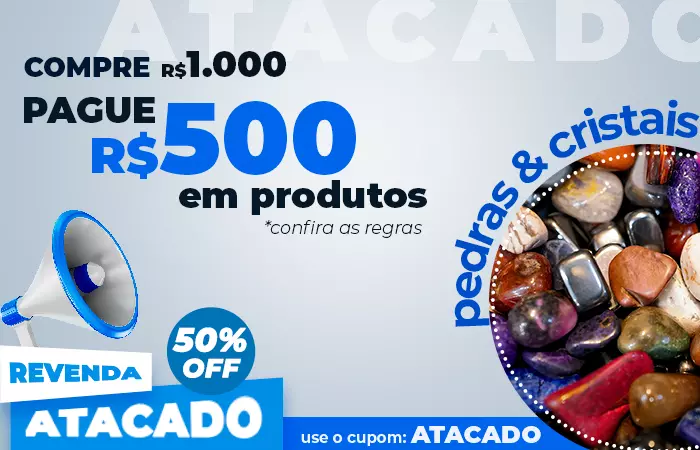 ATACADO
COMPRE R$1.000
PAGUE
R$500
em produtos
*confira as regras
pedras & cristais
50%
OFF
REVENDA
ATACADO
use o cupom: ATACADO